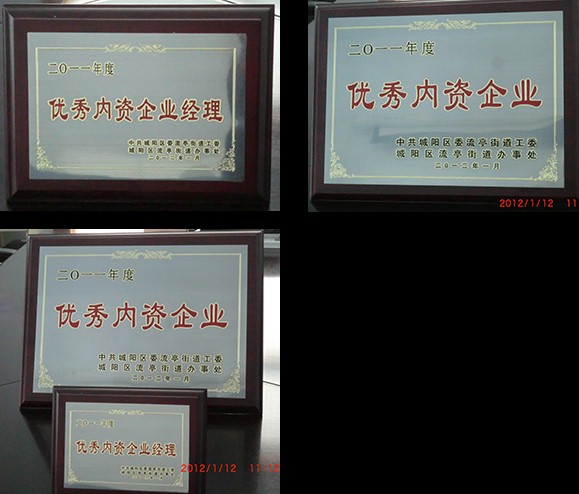 二〇一一年度
优秀内资企业经理
中共城阳区委流亭街道工委
城阳区流亭街道办事处
二〇一二年一月
二〇一一年度
优秀内资企业
中共城阳区委流亭街道工委
城阳区流亭街道办事处
二〇一二年一月
2012/1/12 11
二〇一一年度
优秀内资企业
中共城阳区委流亭街道工委
城阳区流亭街道办事处
二〇一二年一月
二〇一一年度
优秀内资企业经理
2012/1/12